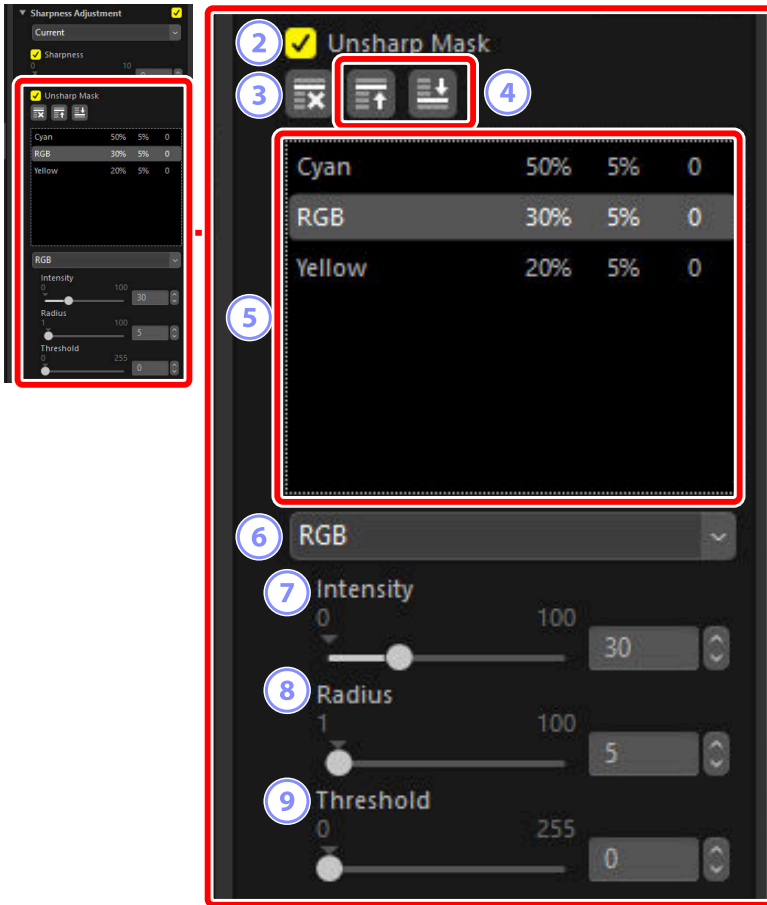 Sharpness Adjustment
Current
Sharpness
0 10
Unsharp Mask
Cyan 50% 5% 0
RGB 30% 5% 0
Yellow 20% 5% 0
RGB
Intensity
0 100
30
Radius
1 100
5
Threshold
0 255
0
2 Unsharp Mask
3 4
Cyan 50% 5% 0
RGB 30% 5% 0
Yellow 20% 5% 0
5
6 RGB
7 Intensity
0 100
30
8 Radius
1 100
5
9 Threshold
0 255
0